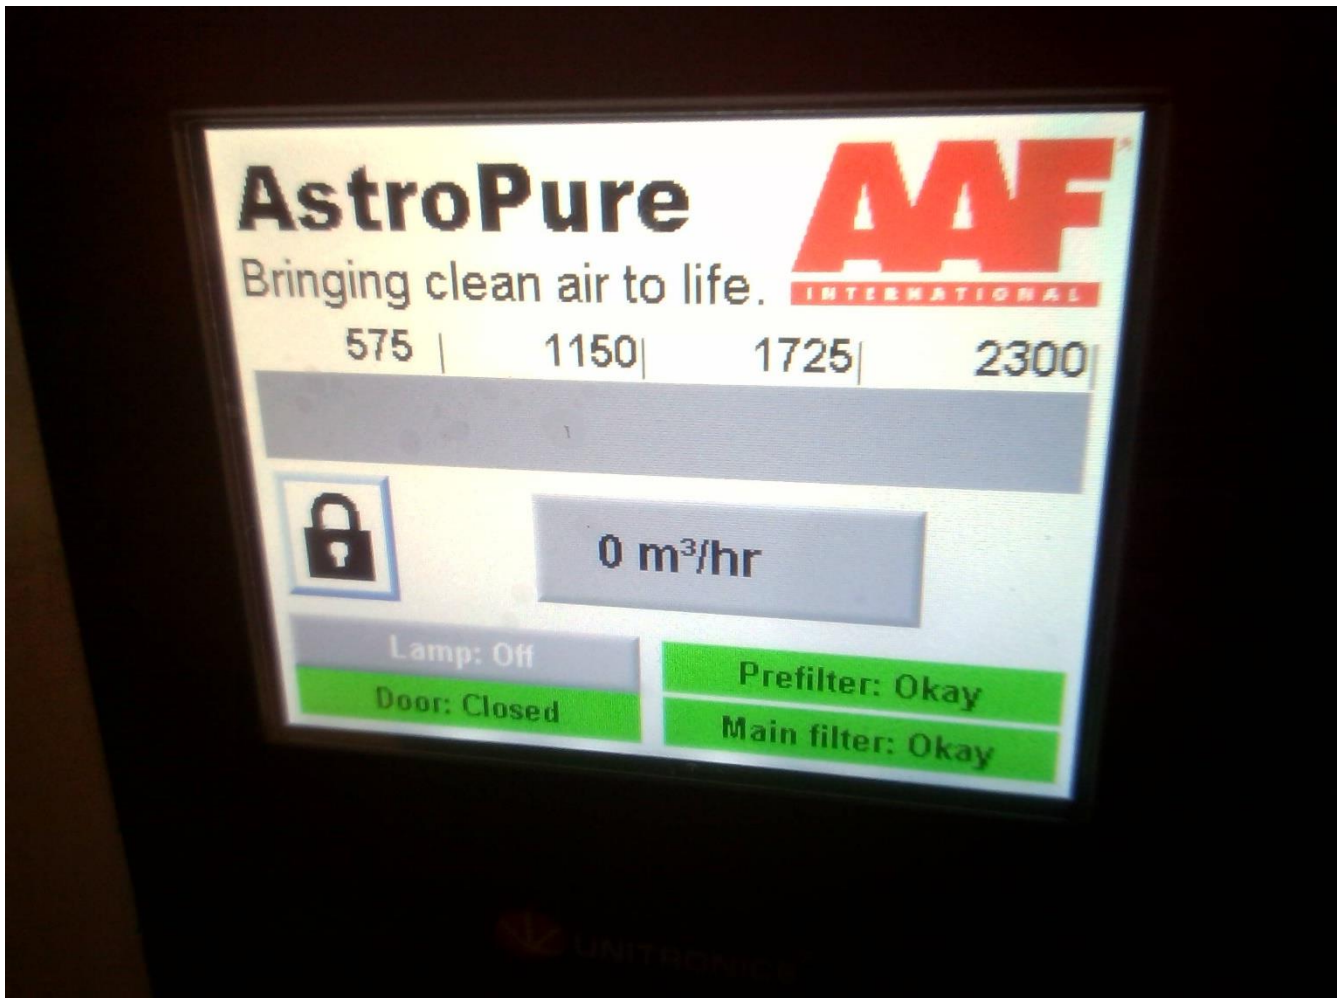 AstroPure
AAF®
INTERNATIONAL
Bringing clean air to life.
575 | 1150| 1725| 2300|
0 m³/hr
Lamp: Off
Door: Closed
Prefilter: Okay
Main filter: Okay
UNITRONICS